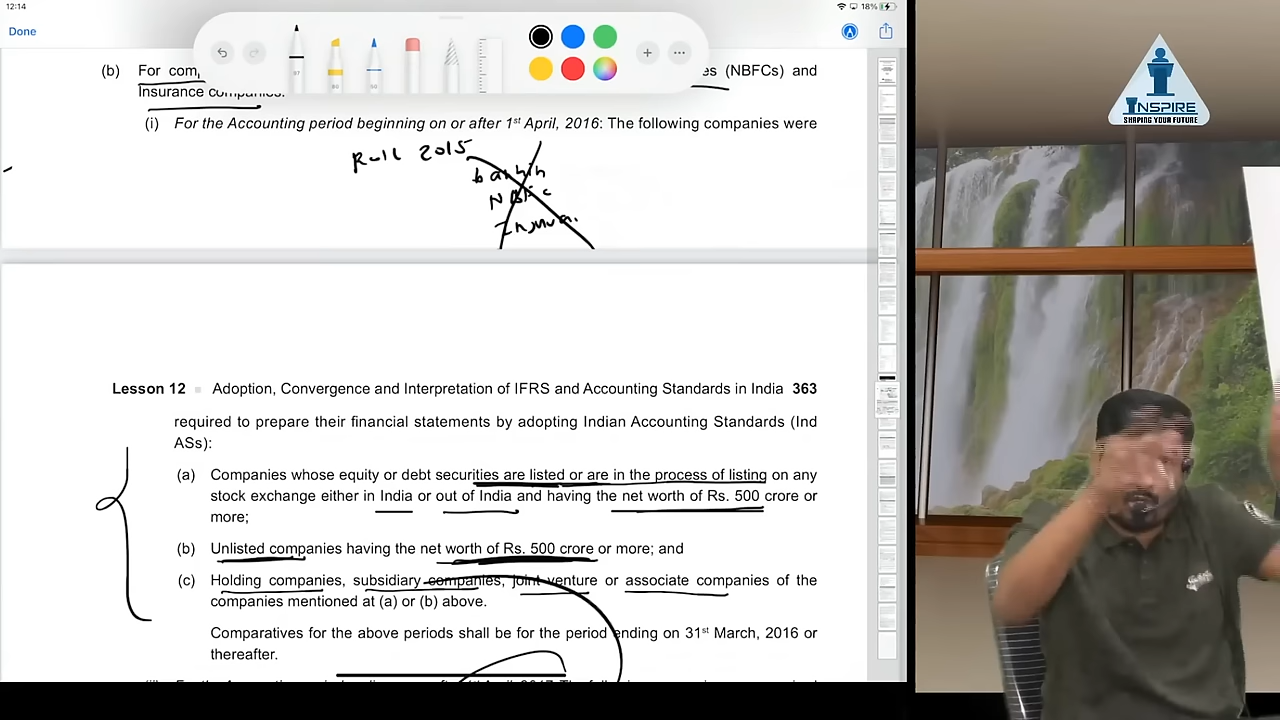 12:14
18%
Done
97
80
50
(b) For com
es (NBFCs) and
Insurance companies.
(i) For the Accounting period beginning on or after 1st April, 2016: The following companies were
Rule 2015
NBFC
Lesson 12 Adoption, Convergence and Interpretation of IFRS and Accounting Standards in India 363
required to prepare their financial statements by adopting Indian Accounting Standards (Ind
ASs):
(a) Companies whose equity or debt securities are listed or are in the process of listing on any
stock exchange either in India or out of India and having the net worth of Rs. 500 crore or
more;
(b) Unlisted companies having the net worth of Rs. 500 crore or more; and
(c) Holding companies, subsidiary companies, joint venture or associate companies of the
companies mentioned at (a) or (b) above.
Comparatives for the above periods shall be for the period ending on 31st March, 2016 or
thereafter.
INSPIRE
SHAPING YOUR FUTURE